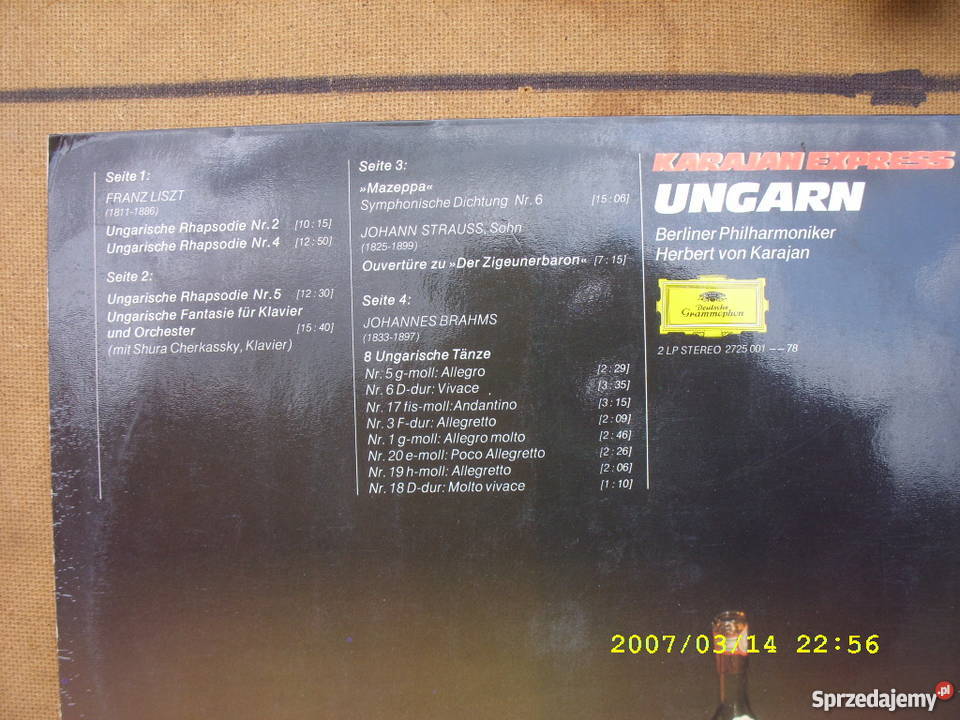 Seite 1:
FRANZ LISZT
(1811-1886)
Ungarische Rhapsodie Nr. 2 [10:15]
Ungarische Rhapsodie Nr. 4 [12:50]
Seite 2:
Ungarische Rhapsodie Nr. 5 [12:30]
Ungarische Fantasie für Klavier
und Orchester [15:40]
(mit Shura Cherkassky, Klavier)
Seite 3:
»Mazeppa«
Symphonische Dichtung Nr. 6 [15:06]
JOHANN STRAUSS, Sohn
(1825-1899)
Ouvertüre zu »Der Zigeunerbaron« [7:15]
Seite 4:
JOHANNES BRAHMS
(1833-1897)
8 Ungarische Tänze
Nr. 5 g-moll: Allegro [2:29]
Nr. 6 D-dur: Vivace [3:35]
Nr. 17 fis-moll: Andantino [3:15]
Nr. 3 F-dur: Allegretto [2:09]
Nr. 1 g-moll: Allegro molto [2:46]
Nr. 20 e-moll: Poco Allegretto [2:26]
Nr. 19 h-moll: Allegretto [2:06]
Nr. 18 D-dur: Molto vivace [1:10]
KARAJAN EXPRESS
UNGARN
Berliner Philharmoniker
Herbert von Karajan
Deutsche
Grammophon
2 LP STEREO 2725 001 -- 78
2007/03/14 22:56
Sprzedajemy.pl